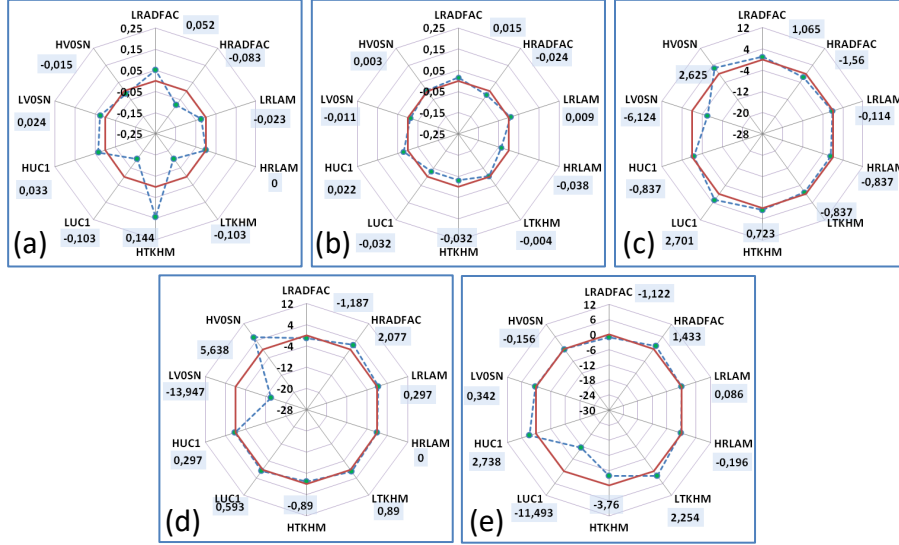 LRADFAC 0,052
0,25
HV0SN 0,15 HRADFAC
-0,015 -0,083
0,05
LV0SN -0,05 LRLAM
0,024 -0,15 -0,023
-0,25
HUC1 HRLAM
0,033 0
LUC1 LTKHM
(a) -0,103 0,144 -0,103
HTKHM
LRADFAC 0,015
0,25
HV0SN 0,15 HRADFAC
0,003 -0,024
0,05
LV0SN -0,05 LRLAM
-0,011 -0,15 0,009
-0,25
HUC1 HRLAM
0,022 -0,038
LUC1 LTKHM
(b) -0,032 -0,032 -0,004
HTKHM
LRADFAC 1,065
12
HV0SN 4 HRADFAC
2,625 -4 -1,56
LV0SN -12 LRLAM
-6,124 -20 -0,114
-28
HUC1 HRLAM
-0,837 -0,837
-0,837
LUC1 LTKHM
(c) 2,701 0,723
HTKHM
LRADFAC -1,187
12
HV0SN 4 HRADFAC
5,638 -4 2,077
LV0SN -12 LRLAM
-13,947 -20 0,297
-28
HUC1 HRLAM
0,297 0
LUC1 LTKHM
(d) 0,593 -0,89 0,89
HTKHM
LRADFAC -1,122
12
HV0SN 6 HRADFAC
-0,156 0 1,433
-6
LV0SN -12 LRLAM
0,342 -18 0,086
-24
-30
HUC1 HRLAM
2,738 -0,196
LUC1 LTKHM
(e) -11,493 -3,76 2,254
HTKHM